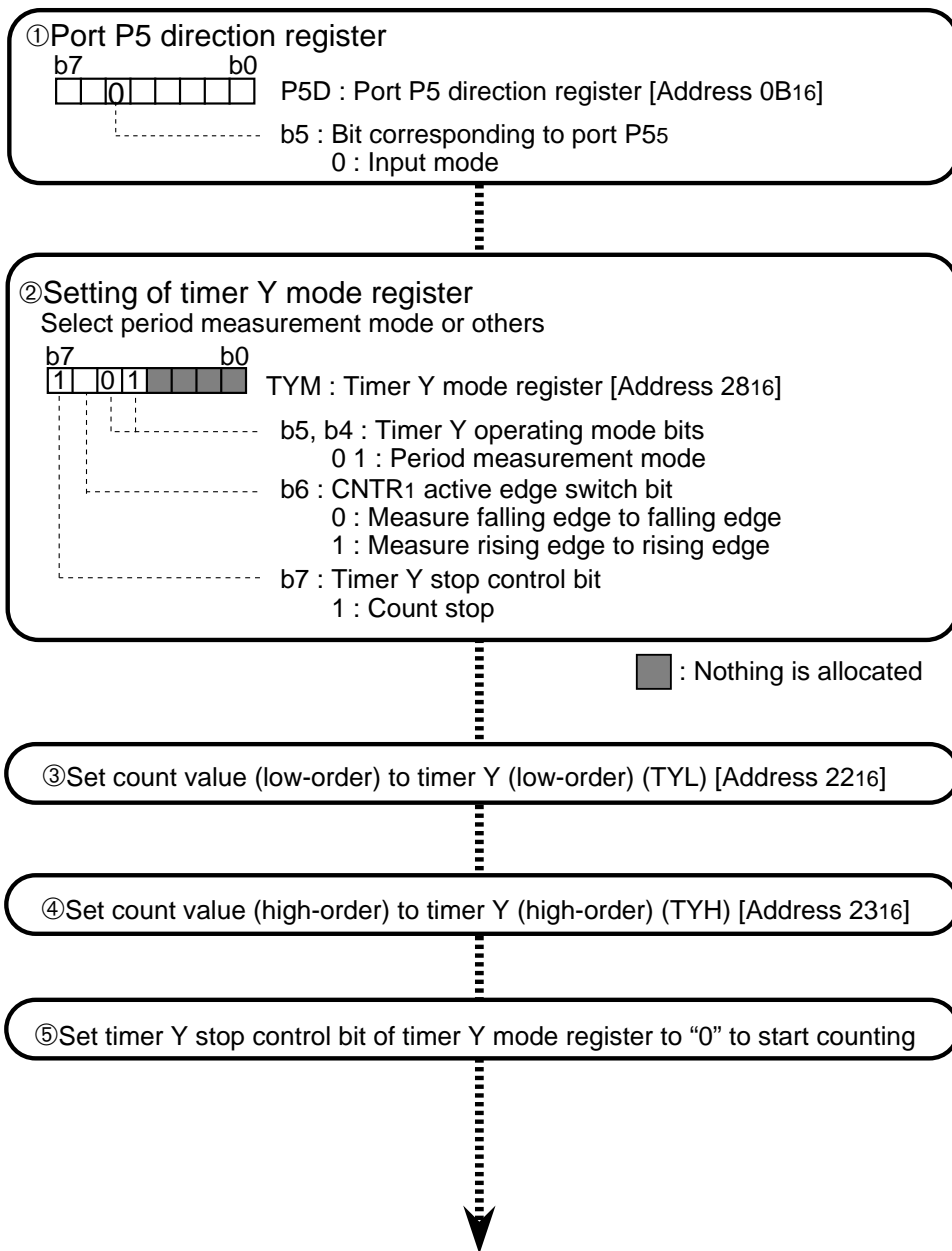 ①Port P5 direction register
b7 b0
0
P5D : Port P5 direction register [Address 0B16]
b5 : Bit corresponding to port P55
0 : Input mode
②Setting of timer Y mode register
Select period measurement mode or others
b7 b0
1 0 1
TYM : Timer Y mode register [Address 2816]
b5, b4 : Timer Y operating mode bits
0 1 : Period measurement mode
b6 : CNTR1 active edge switch bit
0 : Measure falling edge to falling edge
1 : Measure rising edge to rising edge
b7 : Timer Y stop control bit
1 : Count stop
: Nothing is allocated
③Set count value (low-order) to timer Y (low-order) (TYL) [Address 2216]
④Set count value (high-order) to timer Y (high-order) (TYH) [Address 2316]
⑤Set timer Y stop control bit of timer Y mode register to “0” to start counting